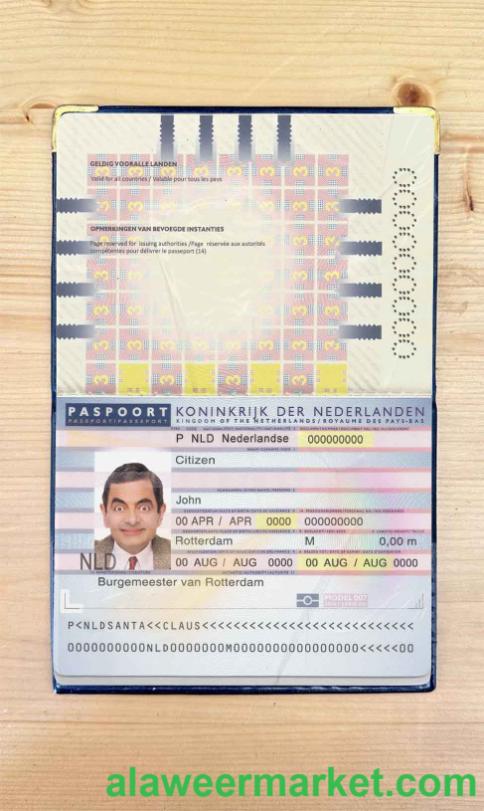 GELDIG VOORALLE LANDEN
Valid for all countries / Valable pour tous les pays
OPMERKINGEN VAN BEVOEGDE INSTANTIES
Page reserved for issuing authorities /Page réservée aux autorités
compétentes pour délivrer le passeport (14)
PASPOORT KONINKRIJK DER NEDERLANDEN
PASSPORT/PASSEPORT KINGDOM OF THE NETHERLANDS / ROYAUME DES PAYS-BAS
P NLD Nederlandse 000000000
Citizen
John
00 APR / APR 0000 000000000
Rotterdam M 0,00 m
NLD 00 AUG / AUG 0000 00 AUG / AUG 0000
Burgemeester van Rotterdam
MODEL 007
P<NLDSANTA<<CLAUS<<<<<<<<<<<<<<<<<<<<<<<<<<<
0000000000NLD0000000M0000000000000000<<<<<00
alaweermarket.com